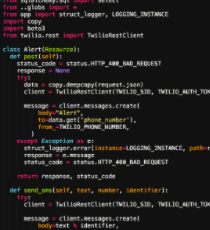 from sqlalchemy.sql import select
from ..globs import *
from app import struct_logger, LOGGING_INSTANCE
import copy
import boto3
from twilio.rest import TwilioRestClient
class Alert(Resource):
def post(self):
status_code = status.HTTP_400_BAD_REQUEST
response = None
try:
data = copy.deepcopy(request.json)
client = TwilioRestClient(TWILIO_SID, TWILIO_AUTH_TOK
message = client.messages.create(
body="Alert",
to=data.get('phone_number'),
from_=TWILIO_PHONE_NUMBER,
)
except Exception as e:
struct_logger.error(instance=LOGGING_INSTANCE, path=r
response = e.message
status_code = status.HTTP_400_BAD_REQUEST
return response, status_code
def send_sms(self, text, number, identifier):
try:
client = TwilioRestClient(TWILIO_SID, TWILIO_AUTH_TOK
message = client.messages.create(
body=text % identifier,